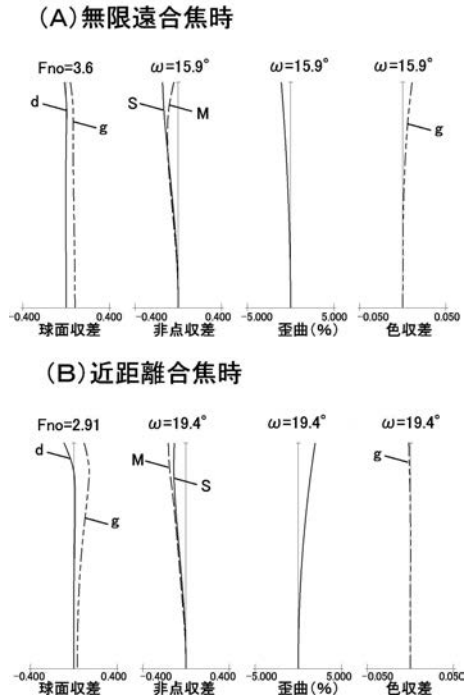 (A)無限遠合焦時
Fno=3.6 ω=15.9° ω=15.9° ω=15.9°
d S M g
g
-0.400 0.400 -0.400 0.400 -5.000 5.000 -0.050 0.050
球面収差 非点収差 歪曲(%) 色収差
(B)近距離合焦時
Fno=2.91 ω=19.4° ω=19.4° ω=19.4°
d M g
S
g
-0.400 0.400 -0.400 0.400 -5.000 5.000 -0.050 0.050
球面収差 非点収差 歪曲(%) 色収差